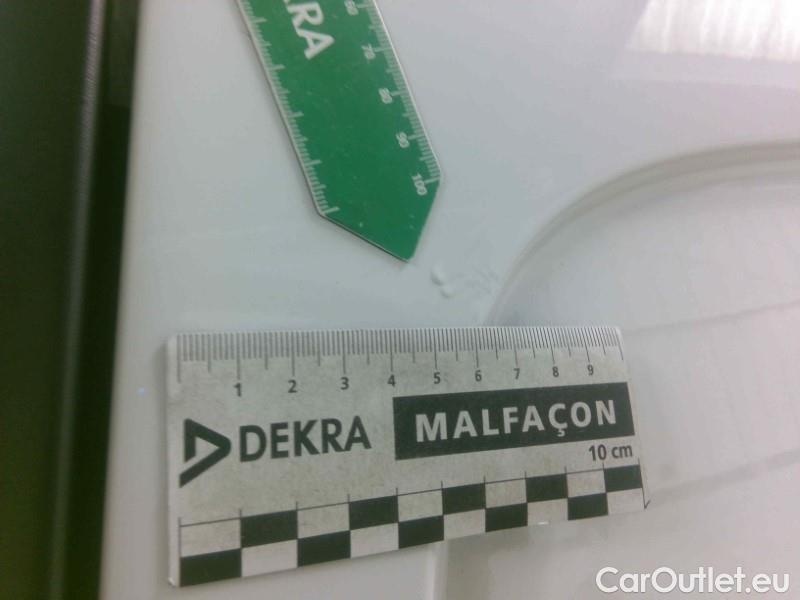 ARA
60
70
80
90
100
1 2 3 4 5 6 7 8 9
DEKRA
MALFAÇON
10 cm
CarOutlet.eu